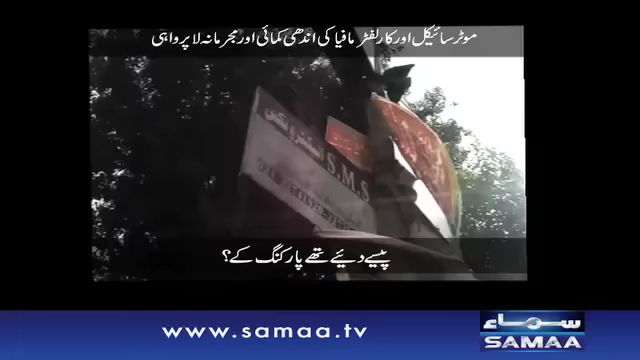 موٹر سائیکل اور کار لفٹر مافیا کی اندھی کمائی اور مجرمانہ لاپرواہی
S.M.S
پیسے دیئے تھے پارکنگ کے؟
www.samaa.tv
سماء
SAMAA